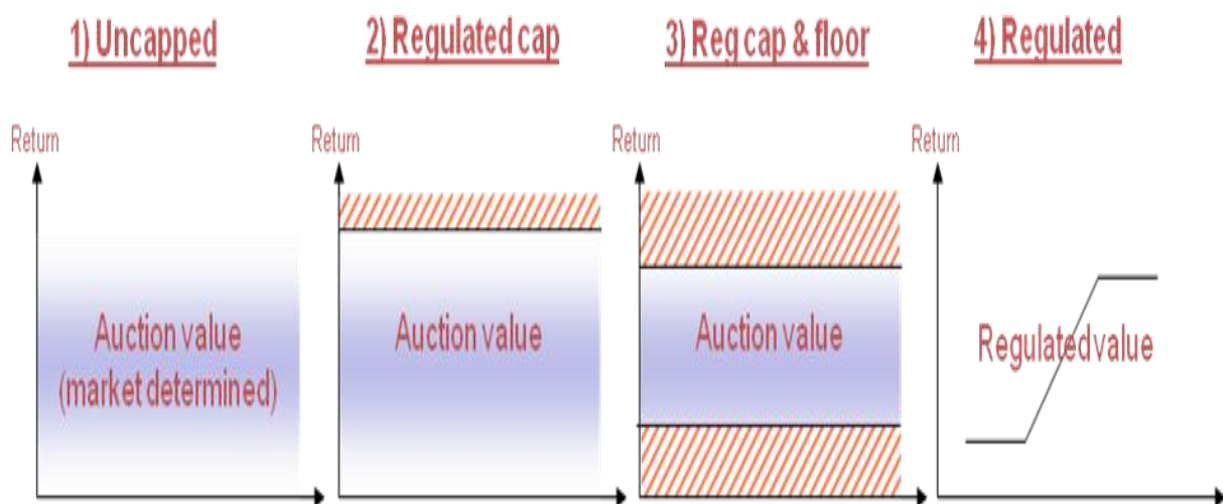 1) Uncapped
2) Regulated cap
3) Reg cap & floor
4) Regulated
Return
Return
Return
Return
Auction value
(market determined)
Auction value
Auction value
Regulated value